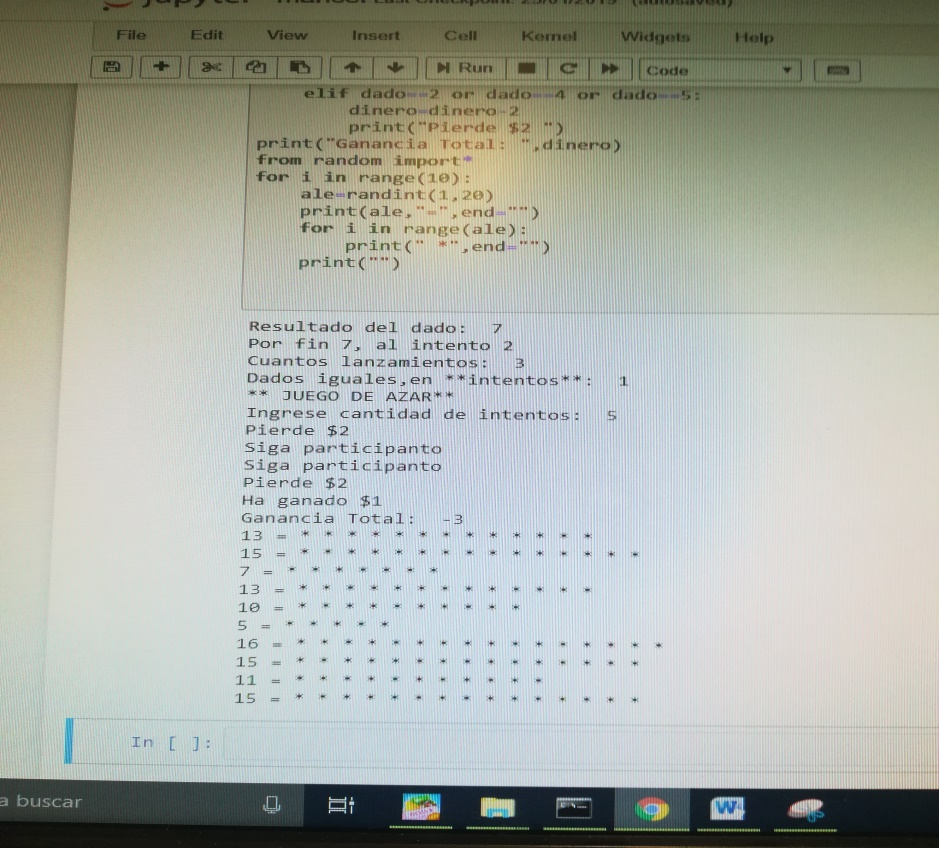 File Edit View Insert Cell Kernel Widgets Help
Run Code
elif dado==2 or dado==4 or dado==5:
dinero=dinero-2
print("Pierde $2 ")
print("Ganancia Total: ",dinero)
from random import*
for i in range(10):
ale=randint(1,20)
print(ale,"=",end="")
for i in range(ale):
print(" *",end="")
print("")
Resultado del dado: 7
Por fin 7, al intento 2
Cuantos lanzamientos: 3
Dados iguales,en **intentos**: 1
** JUEGO DE AZAR**
Ingrese cantidad de intentos: 5
Pierde $2
Siga participanto
Siga participanto
Pierde $2
Ha ganado $1
Ganancia Total: -3
13 = * * * * * * * * * * * * *
15 = * * * * * * * * * * * * * * *
7 = * * * * * * *
13 = * * * * * * * * * * * * *
10 = * * * * * * * * * *
5 = * * * * *
16 = * * * * * * * * * * * * * * * *
15 = * * * * * * * * * * * * * * *
11 = * * * * * * * * * * *
15 = * * * * * * * * * * * * * * *
In [ ]:
a buscar